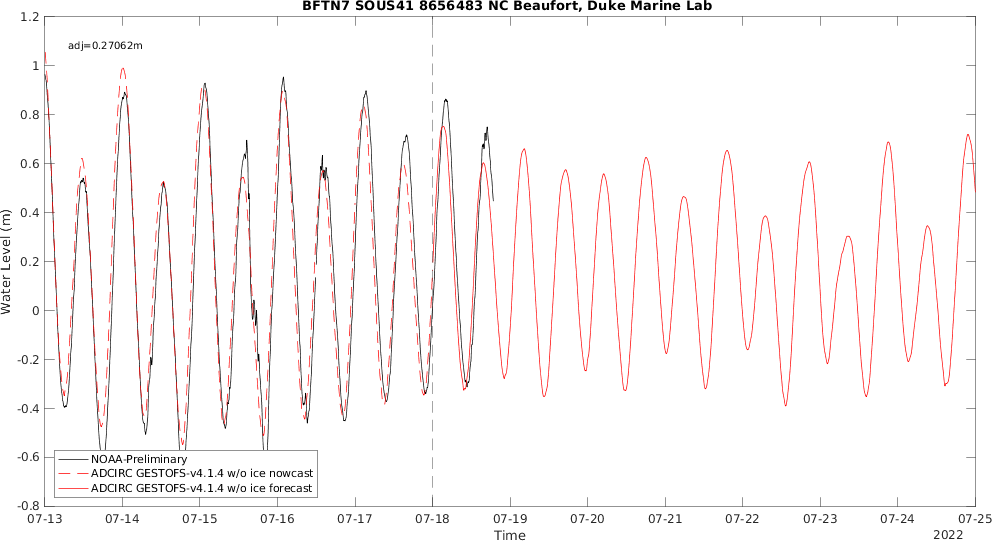 BFTN7 SOUS41 8656483 NC Beaufort, Duke Marine Lab
adj=0.27062m
Water Level (m)
1.2
1
0.8
0.6
0.4
0.2
0
-0.2
-0.4
-0.6
-0.8
NOAA-Preliminary
ADCIRC GESTOFS-v4.1.4 w/o ice nowcast
ADCIRC GESTOFS-v4.1.4 w/o ice forecast
07-13 07-14 07-15 07-16 07-17 07-18 07-19 07-20 07-21 07-22 07-23 07-24 07-25
Time
2022